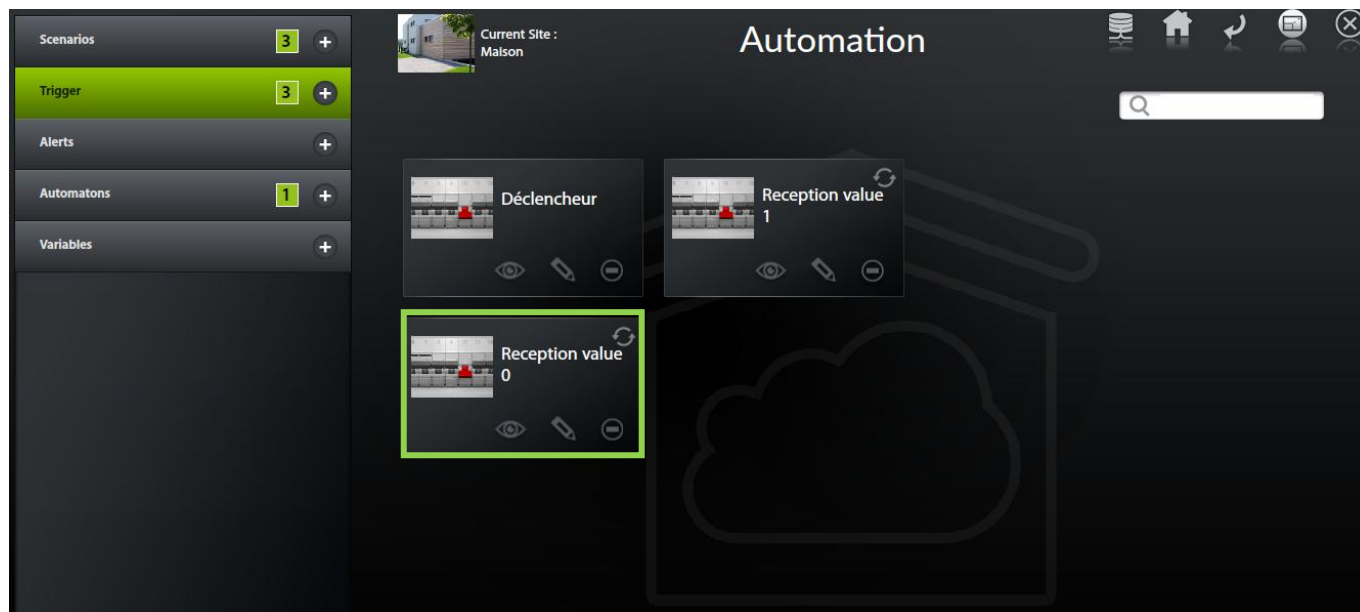 Scenarios 3
Trigger 3
Alerts
Automatons 1
Variables
Current Site :
Maison
Automation
Déclencheur
Reception value
1
Reception value
0